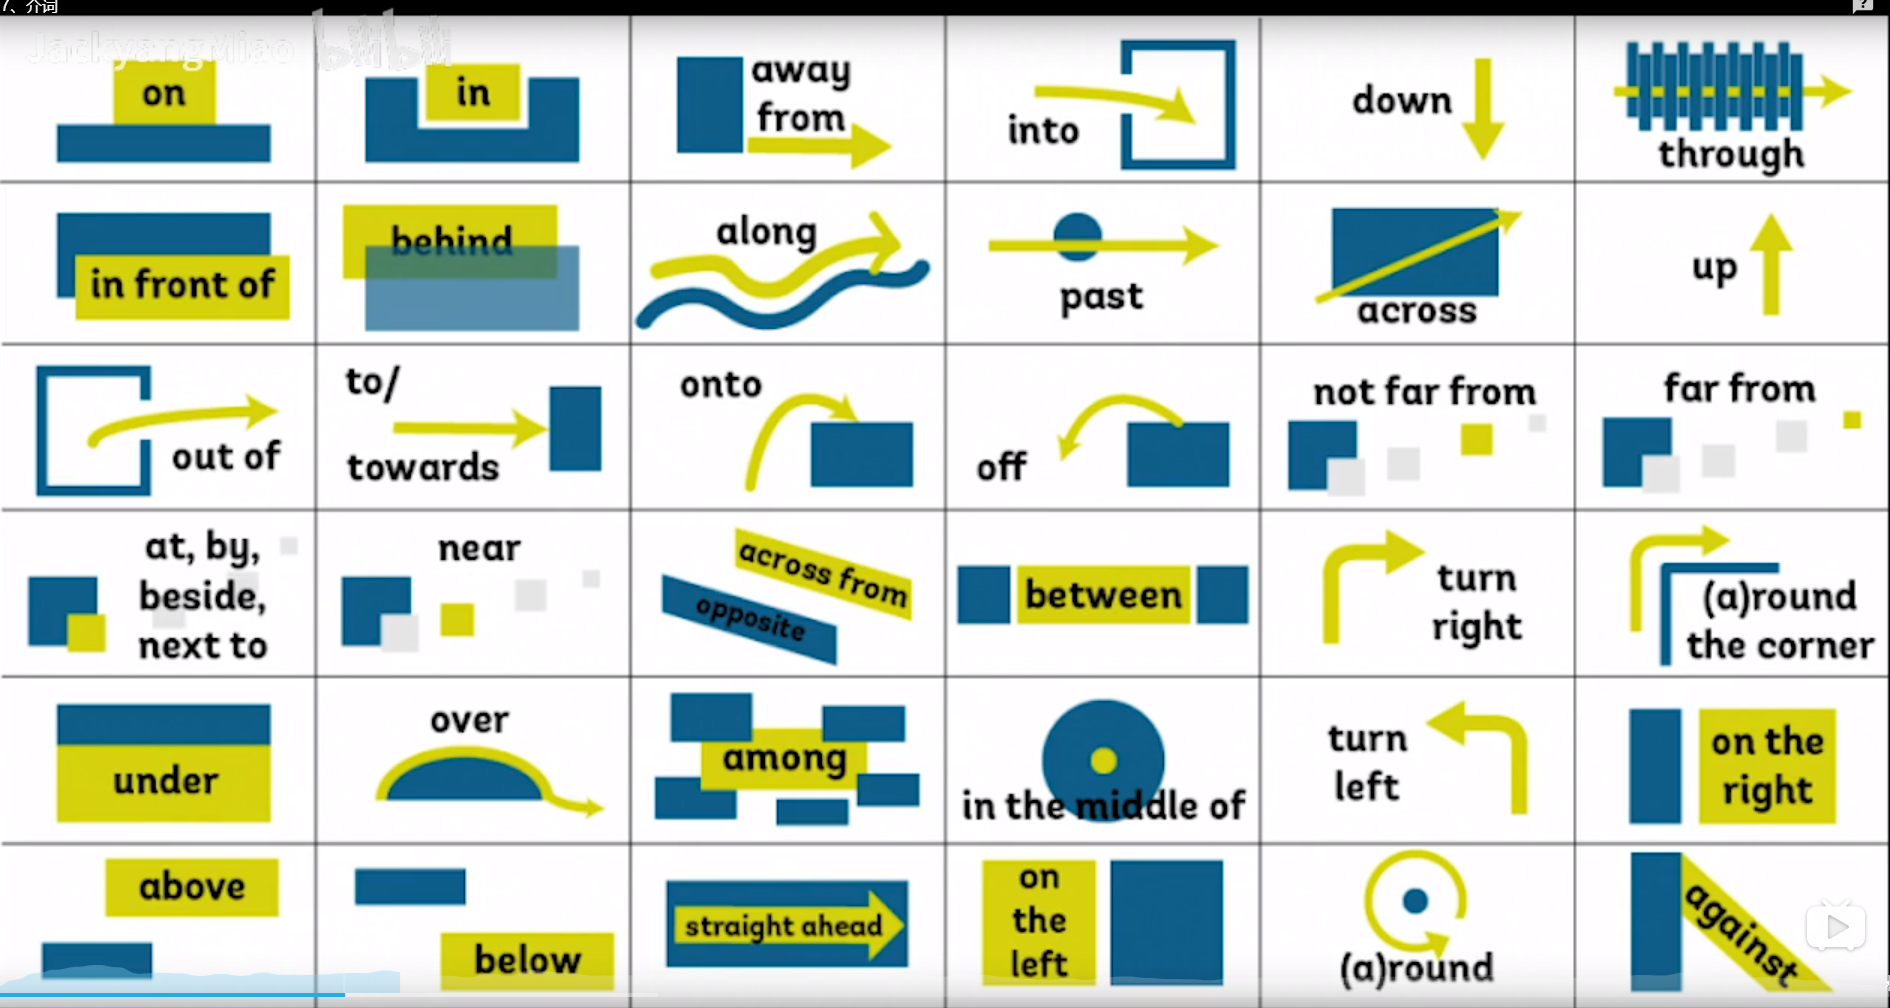 7、介词
JackyangMiao bilibili
on
in
away
from
into
down
through
in front of
behind
along
past
across
up
out of
to/
towards
onto
off
not far from
far from
at, by,
beside,
next to
near
across from
opposite
between
turn
right
(a)round
the corner
under
over
among
in the middle of
turn
left
on the
right
above
below
straight ahead
on
the
left
(a)round
against